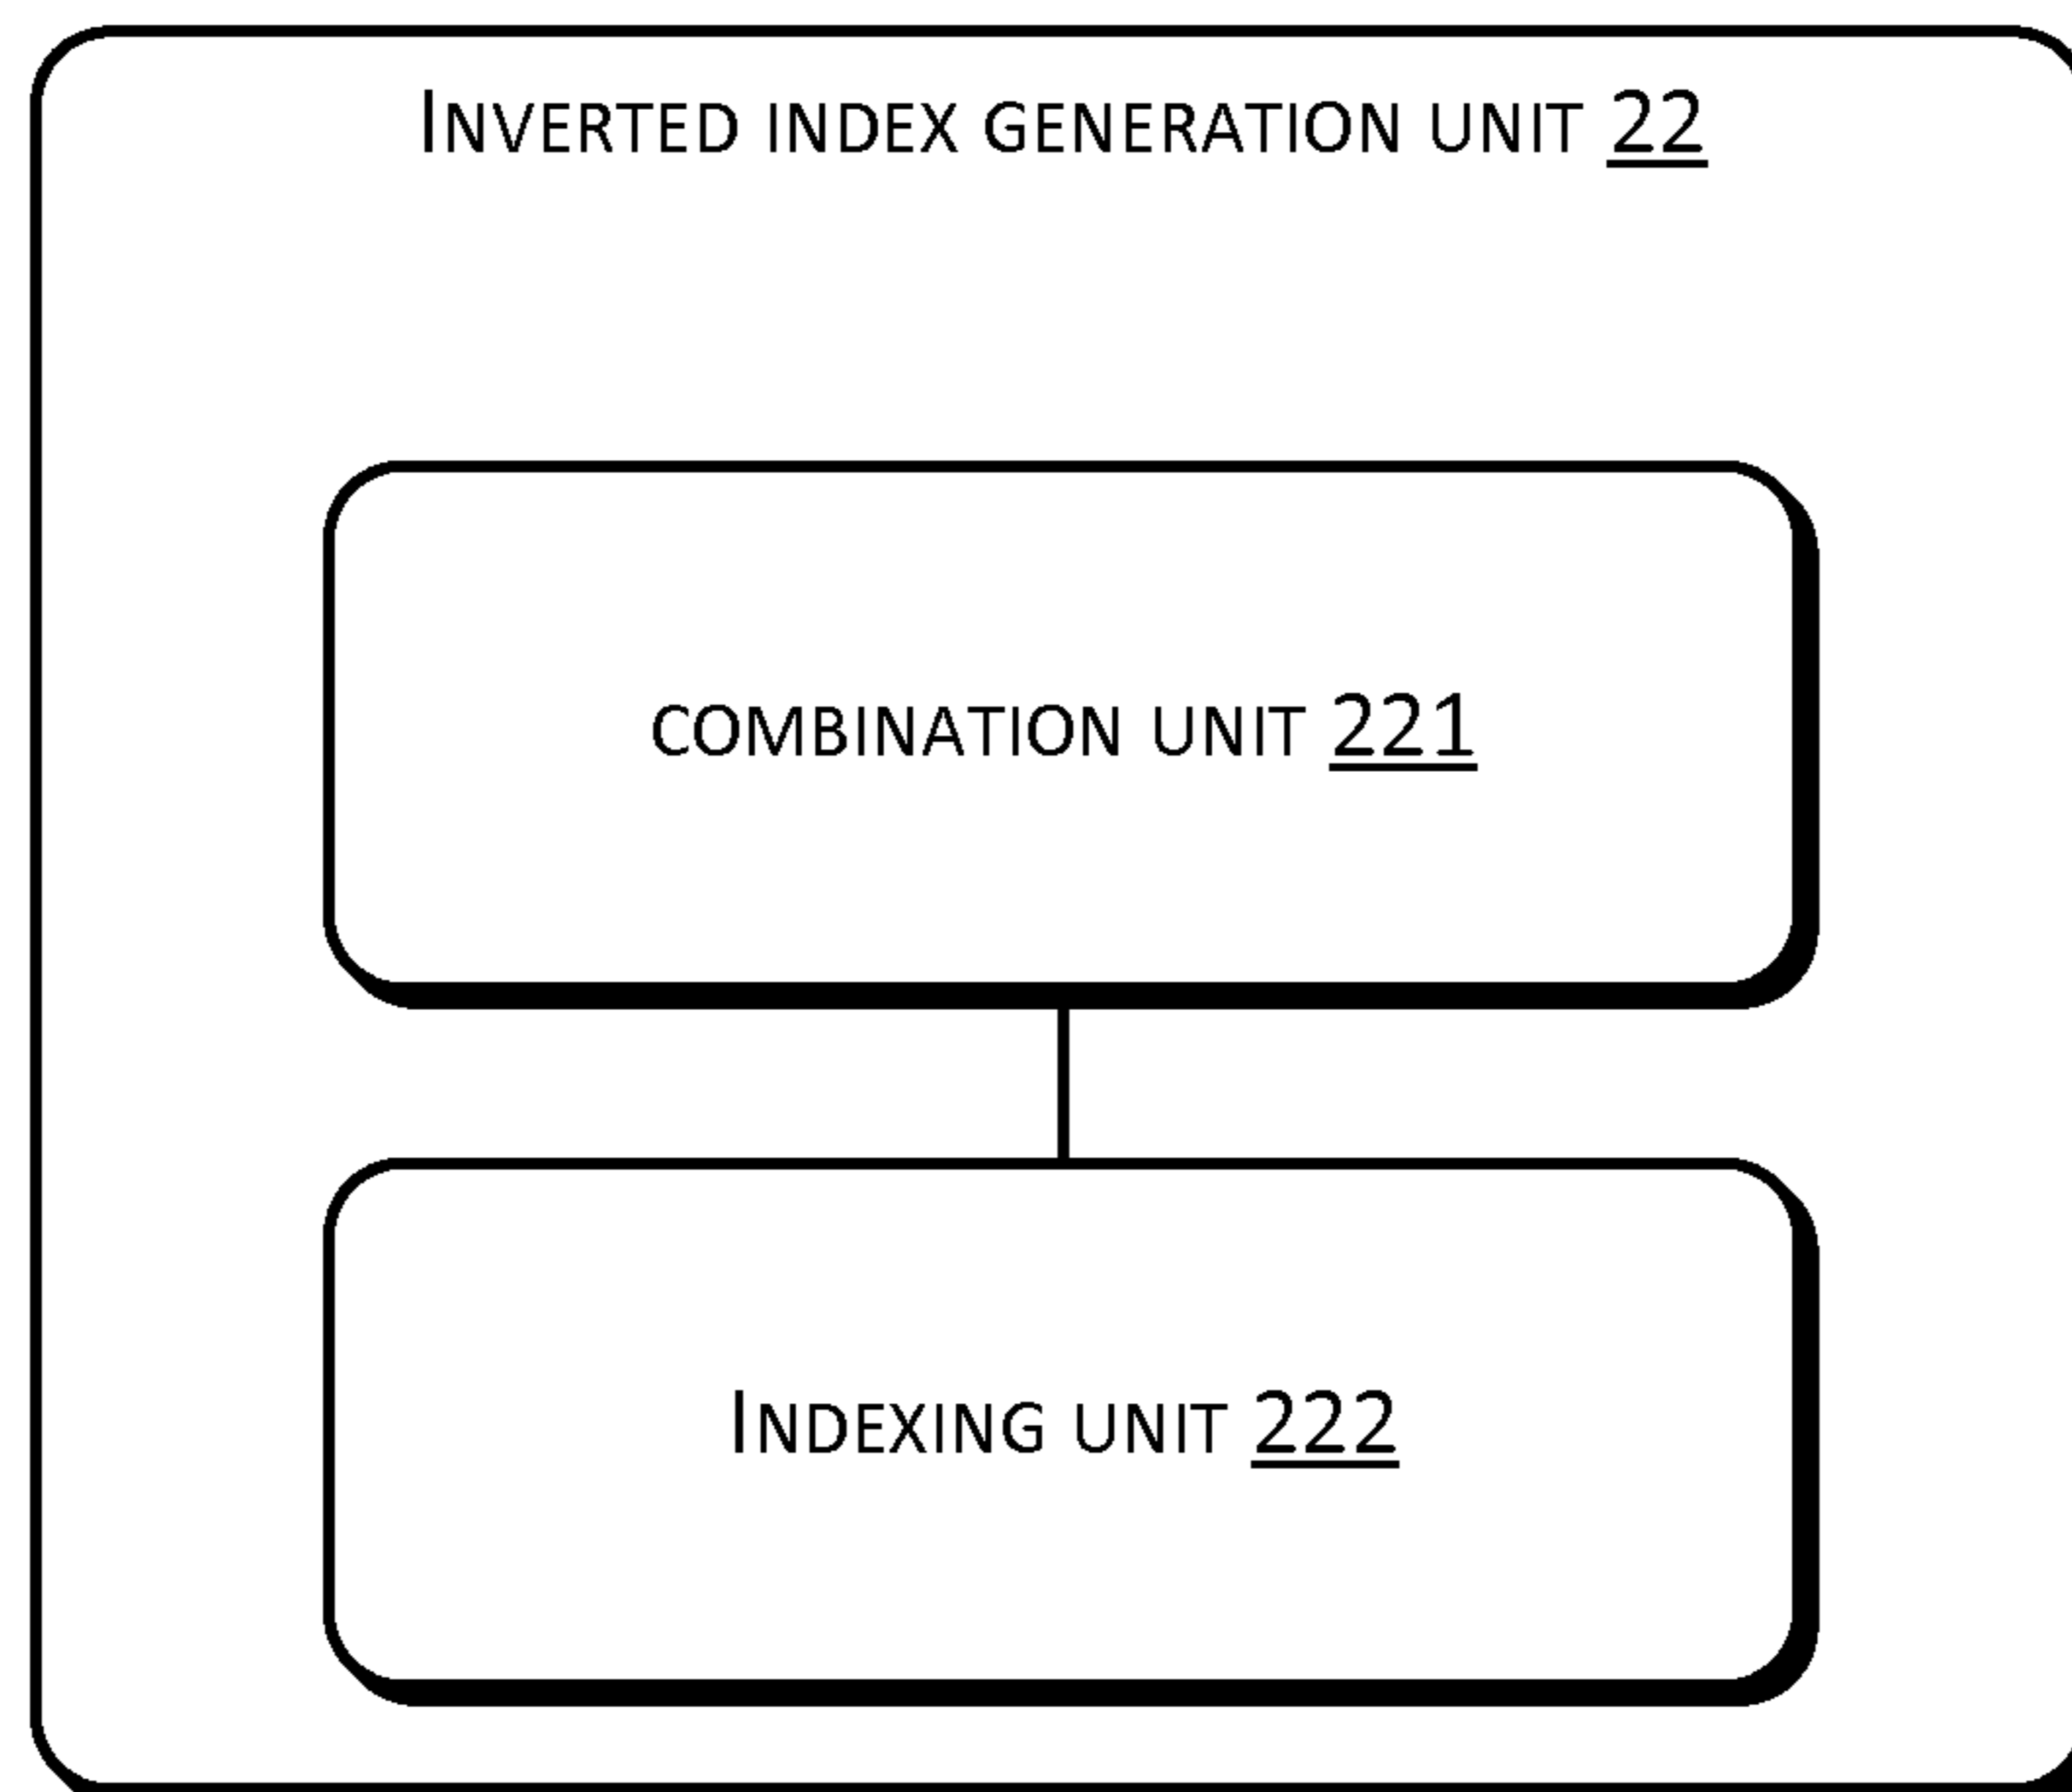 INVERTED INDEX GENERATION UNIT 22
COMBINATION UNIT 221
INDEXING UNIT 222